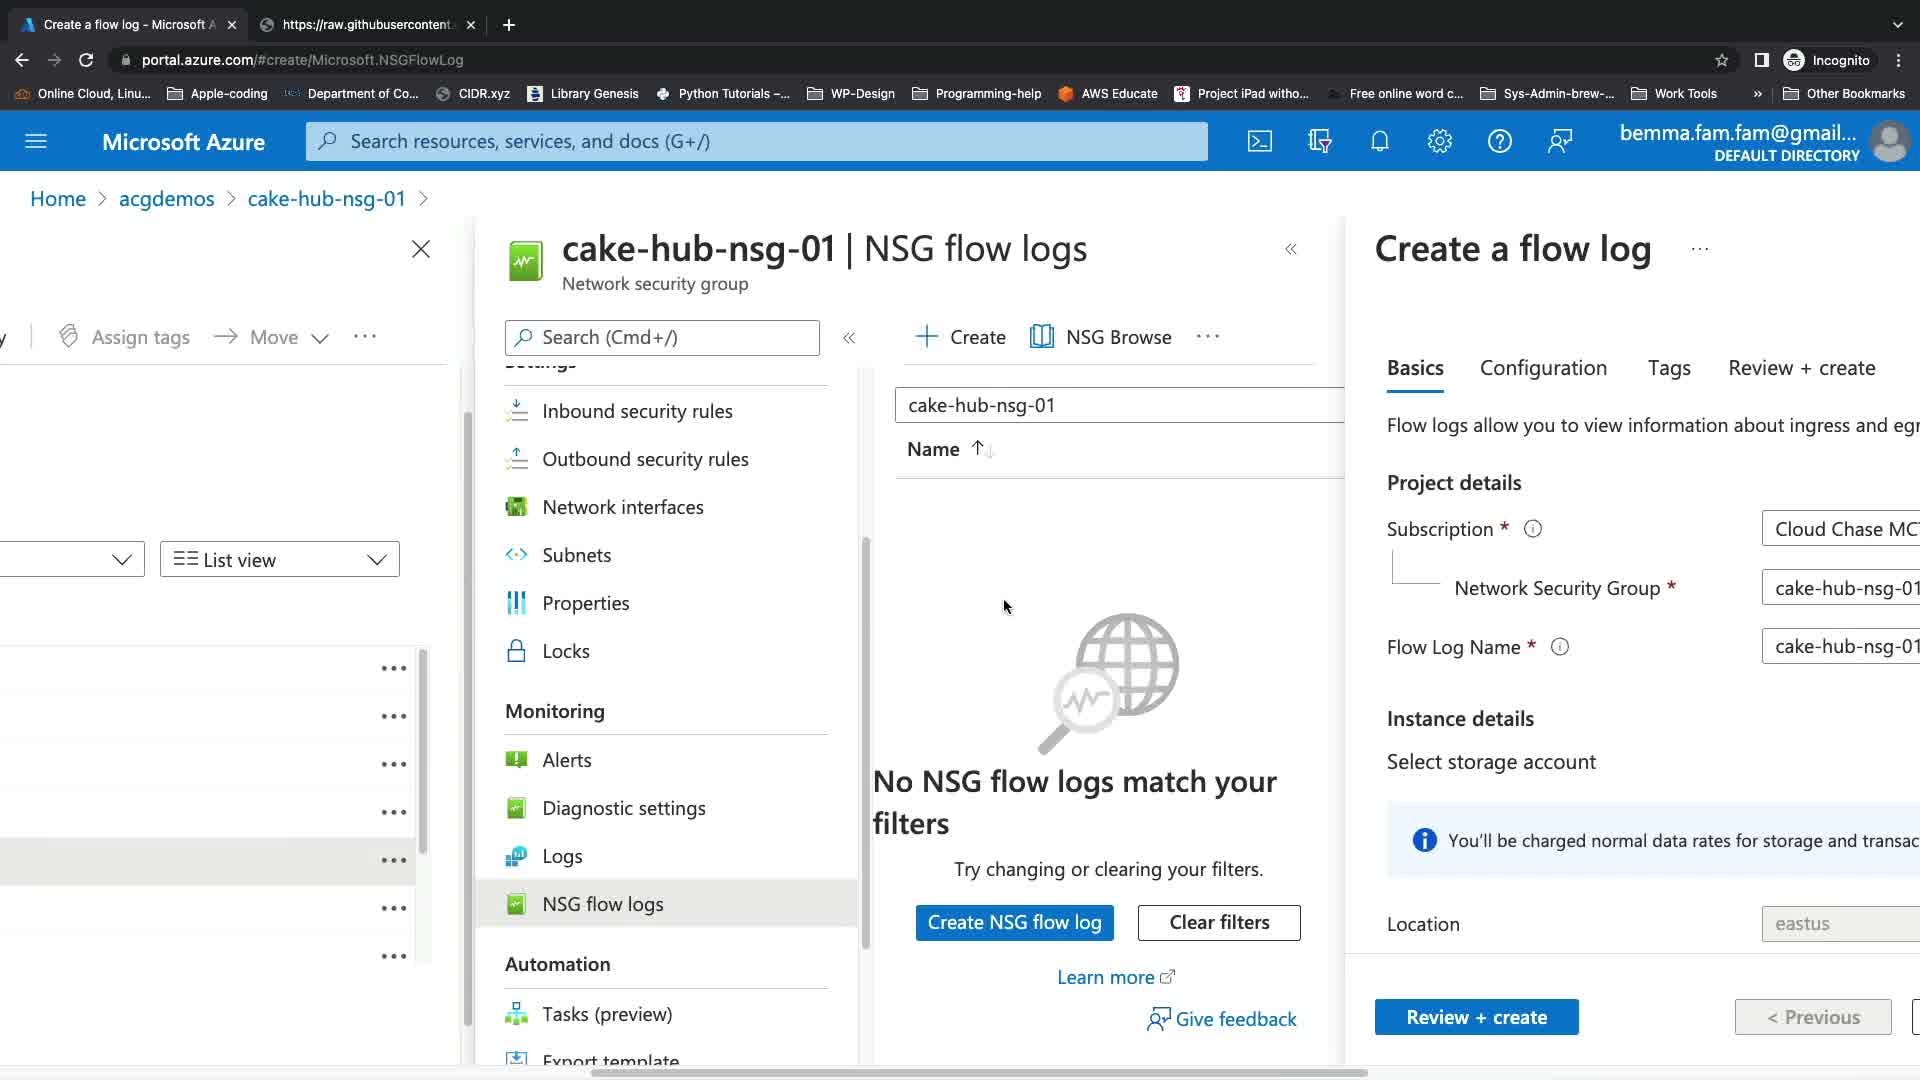 Create a flow log - Microsoft A
https://raw.githubusercontent.
portal.azure.com/#create/Microsoft.NSGFlowLog
Incognito
Online Cloud, Linu...
Apple-coding
Department of Co...
CIDR.xyz
Library Genesis
Python Tutorials –...
WP-Design
Programming-help
AWS Educate
Project iPad witho...
Free online word c...
Sys-Admin-brew-...
Work Tools
»
Other Bookmarks
Microsoft Azure
Search resources, services, and docs (G+/)
bemma.fam.fam@gmail...
DEFAULT DIRECTORY
Home > acgdemos > cake-hub-nsg-01 >
Assign tags
Move
List view
cake-hub-nsg-01 | NSG flow logs
Network security group
Search (Cmd+/)
Settings
Inbound security rules
Outbound security rules
Network interfaces
Subnets
Properties
Locks
Monitoring
Alerts
Diagnostic settings
Logs
NSG flow logs
Automation
Tasks (preview)
Export template
Create
NSG Browse
cake-hub-nsg-01
Name
No NSG flow logs match your
filters
Try changing or clearing your filters.
Create NSG flow log
Clear filters
Learn more
Give feedback
Create a flow log
Basics
Configuration
Tags
Review + create
Flow logs allow you to view information about ingress and egr
Project details
Subscription *
Cloud Chase MC
Network Security Group *
cake-hub-nsg-01
Flow Log Name *
cake-hub-nsg-01
Instance details
Select storage account
You'll be charged normal data rates for storage and transac
Location
eastus
Review + create
< Previous